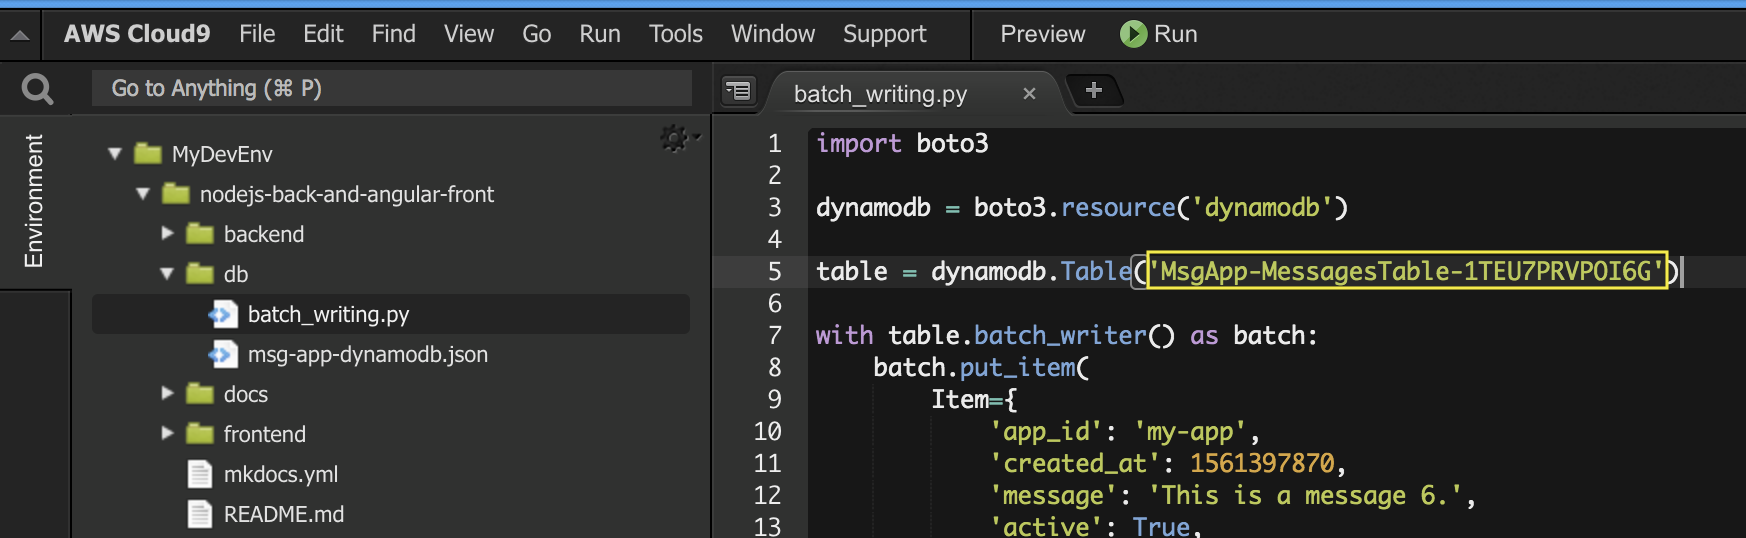 AWS Cloud9 File Edit Find View Go Run Tools Window Support Preview Run
Go to Anything (⌘ P)
Environment
MyDevEnv
nodejs-back-and-angular-front
backend
db
batch_writing.py
msg-app-dynamodb.json
docs
frontend
mkdocs.yml
README.md
batch_writing.py × +
1 import boto3
2
3 dynamodb = boto3.resource('dynamodb')
4
5 table = dynamodb.Table('MsgApp-MessagesTable-1TEU7PRVPOI6G')
6
7 with table.batch_writer() as batch:
8     batch.put_item(
9         Item={
10             'app_id': 'my-app',
11             'created_at': 1561397870,
12             'message': 'This is a message 6.',
13             'active': True,